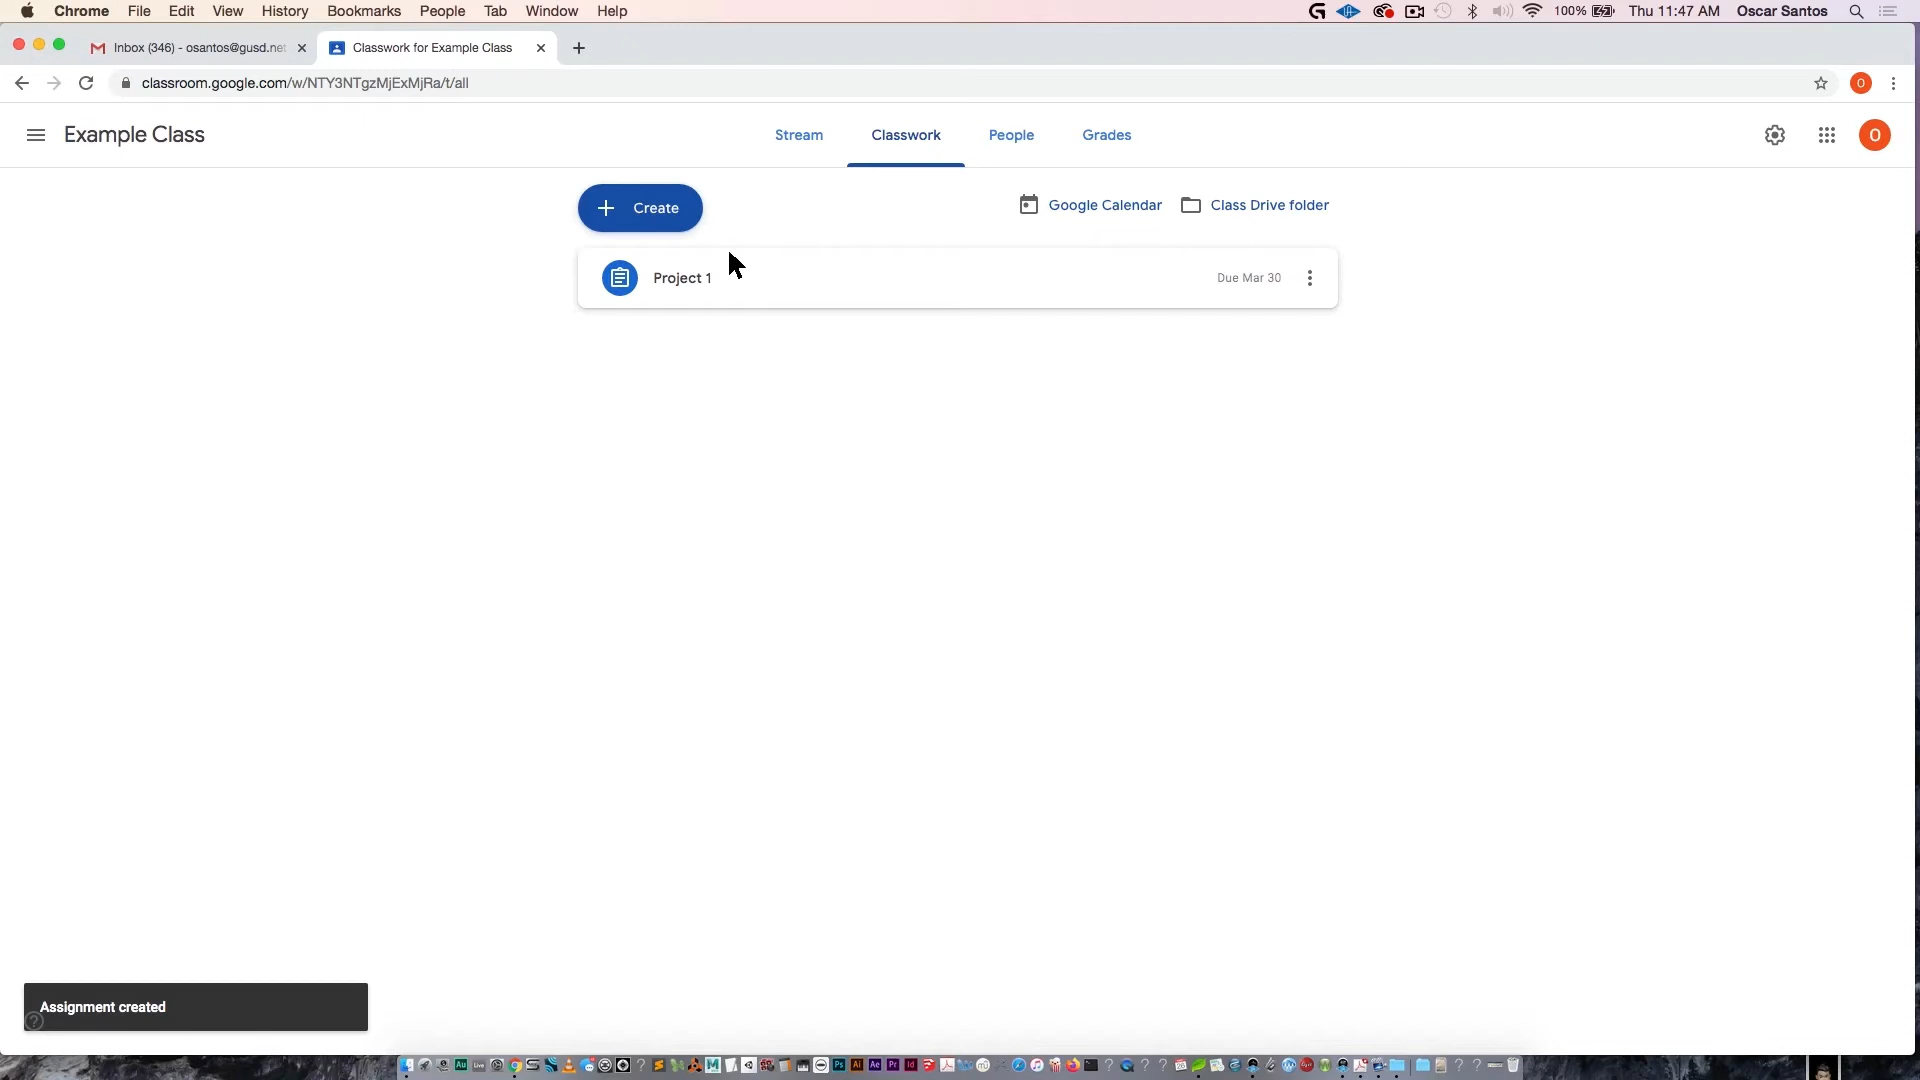 Chrome File Edit View History Bookmarks People Tab Window Help 100% Thu 11:47 AM Oscar Santos
Inbox (346) - osantos@gusd.net Classwork for Example Class
classroom.google.com/w/NTY3NTgzMjExMjRa/t/all O
Example Class Stream Classwork People Grades O
Create Google Calendar Class Drive folder
Project 1 Due Mar 30
Assignment created